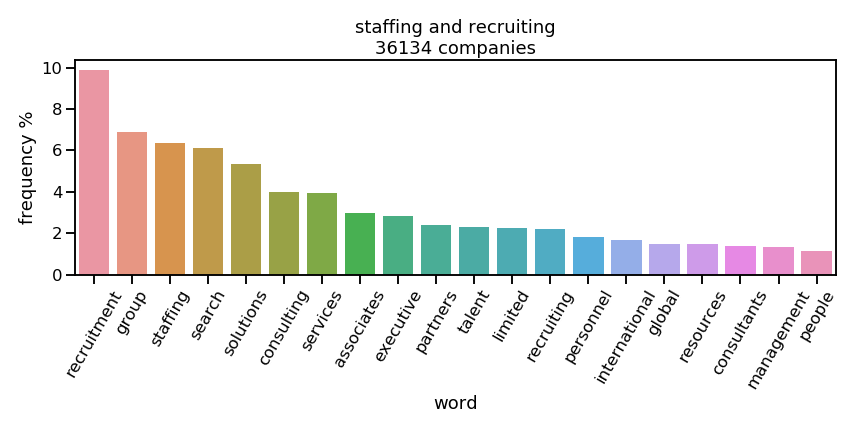 staffing and recruiting
36134 companies
frequency %
10
8
6
4
2
0
recruitment
group
staffing
search
solutions
consulting
services
associates
executive
partners
talent
limited
recruiting
personnel
international
global
resources
consultants
management
people
word